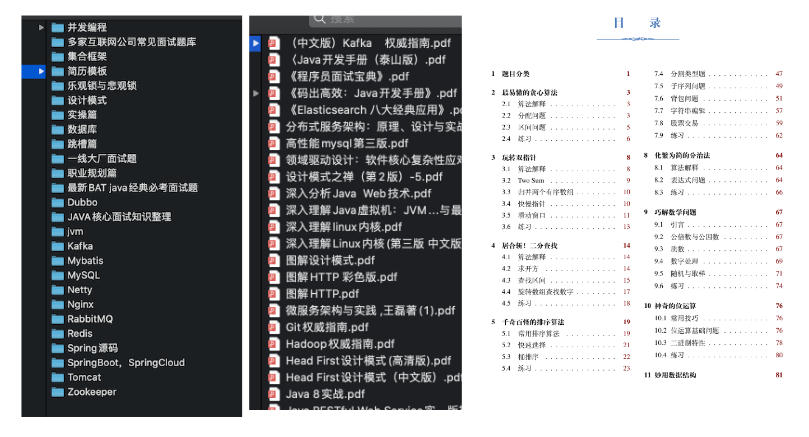 并发编程
多家互联网公司常见面试题库
集合框架
简历模板
乐观锁与悲观锁
设计模式
实操篇
数据库
跳槽篇
一线大厂面试题
职业规划篇
最新BAT java经典必考面试题
Dubbo
JAVA核心面试知识整理
jvm
Kafka
Mybatis
MySQL
Netty
Nginx
RabbitMQ
Redis
Spring源码
SpringBoot、SpringCloud
Tomcat
Zookeeper
搜索
（中文版）Kafka 权威指南.pdf
《Java开发手册（泰山版）.pdf
《程序员面试宝典》.pdf
《码出高效：Java开发手册》.pdf
《Elasticsearch 八大经典应用》.p
分布式服务架构：原理、设计与实战
高性能mysql第三版.pdf
领域驱动设计：软件核心复杂性应对
设计模式之禅（第2版）-5.pdf
深入分析Java Web技术.pdf
深入理解Java虚拟机：JVM...与最
深入理解linux内核.pdf
深入理解Linux内核(第三版 中文版
图解设计模式.pdf
图解HTTP 彩色版.pdf
图解HTTP.pdf
微服务架构与实践 ,王磊著(1).pdf
Git权威指南.pdf
Hadoop权威指南.pdf
Head First设计模式(高清版).pdf
Head First设计模式（中文版）.pd
Java 8实战.pdf
目 录
1 题目分类 1
2 最易懂的贪心算法 3
2.1 算法解释 3
2.2 分配问题 3
2.3 区间问题 5
2.4 练习 6
3 玩转双指针 8
3.1 算法解释 8
3.2 Two Sum 9
3.3 归并两个有序数组 10
3.4 快慢指针 10
3.5 滑动窗口 11
3.6 练习 13
4 居合斩！二分查找 14
4.1 算法解释 14
4.2 求开方 14
4.3 查找区间 15
4.4 旋转数组查找数字 17
4.5 练习 18
5 千奇百怪的排序算法 19
5.1 常用排序算法 19
5.2 快速选择 21
5.3 桶排序 22
5.4 练习 23
7.4 分割类型题 47
7.5 子序列问题 49
7.6 背包问题 51
7.7 字符串编辑 57
7.8 股票交易 59
7.9 练习 62
8 化繁为简的分治法 64
8.1 算法解释 64
8.2 表达式问题 64
8.3 练习 66
9 巧解数学问题 67
9.1 引言 67
9.2 公倍数与公因数 67
9.3 质数 67
9.4 数字处理 69
9.5 随机与取样 71
9.6 练习 74
10 神奇的位运算 76
10.1 常用技巧 76
10.2 位运算基础问题 76
10.3 二进制特性 78
10.4 练习 80
11 妙用数据结构 81